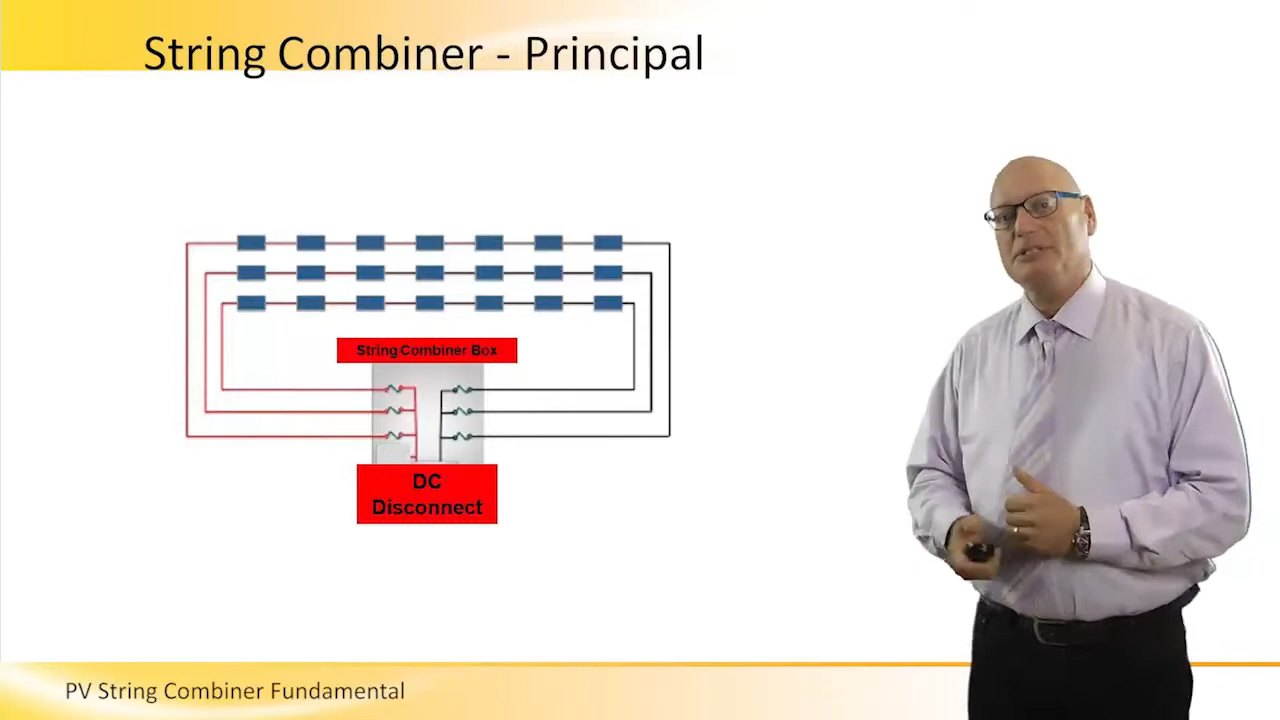 String Combiner - Principal
String Combiner Box
DC
Disconnect
PV String Combiner Fundamental